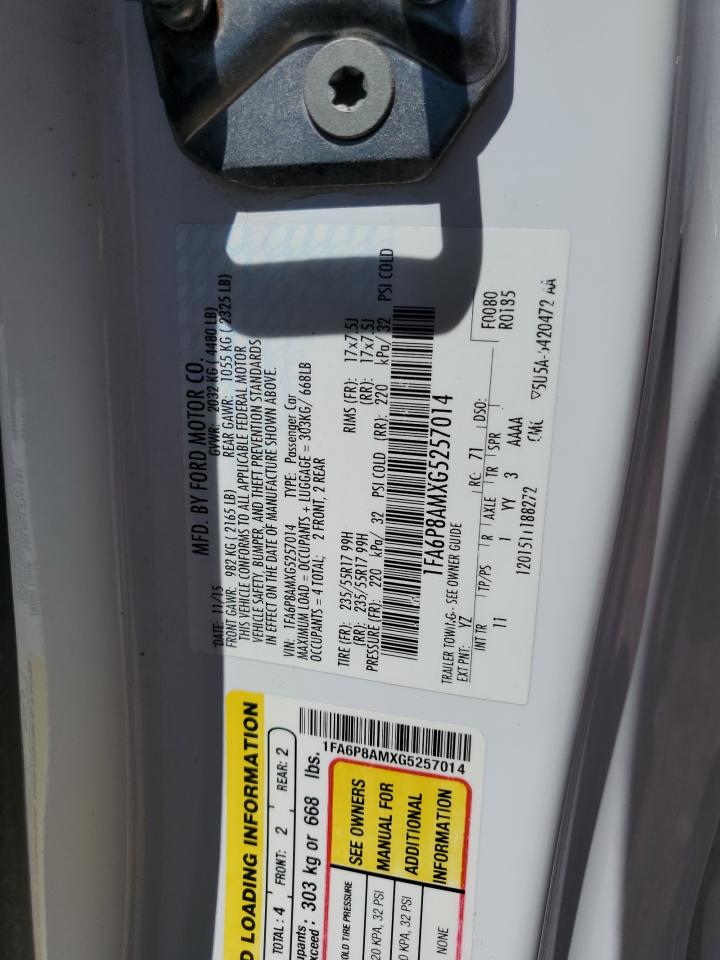 MFD. BY FORD MOTOR CO.
DATE: 11/15 GVWR: 2032 KG ( 4480 LB)
FRONT GAWR: 982 KG ( 2165 LB) REAR GAWR: 1055 KG ( 2325 LB)
THIS VEHICLE CONFORMS TO ALL APPLICABLE FEDERAL MOTOR
VEHICLE SAFETY, BUMPER, AND THEFT PREVENTION STANDARDS
IN EFFECT ON THE DATE OF MANUFACTURE SHOWN ABOVE.
VIN: 1FA6P8AMXG5257014 TYPE: Passenger Car
MAXIMUM LOAD = OCCUPANTS + LUGGAGE = 303KG/ 668LB
OCCUPANTS = 4 TOTAL: 2 FRONT, 2 REAR
TIRE (FR): 235/55R17 99H RIMS (FR): 17x7.5J
(RR): 235/55R17 99H (RR): 17x7.5J
PRESSURE (FR): 220 kPa/ 32 PSI COLD (RR): 220 kPa/ 32 PSI COLD
1FA6P8AMXG5257014
TRAILER TOWING - SEE OWNER GUIDE
EXT PNT: YZ RC: 71 DSO: F0080
R0185
INT TR TP/PS R AXLE TR SPR
11 1 YY 3 AAAA
1201511188272 ▽5U5A- 420472 AA
D LOADING INFORMATION
TOTAL: 4 FRONT: 2 REAR: 2
upants:
exceed: 303 kg or 668 lbs.
1FA6P8AMXG5257014
OLD TIRE PRESSURE
20 KPA, 32 PSI
0 KPA, 32 PSI
NONE
SEE OWNERS
MANUAL FOR
ADDITIONAL
INFORMATION